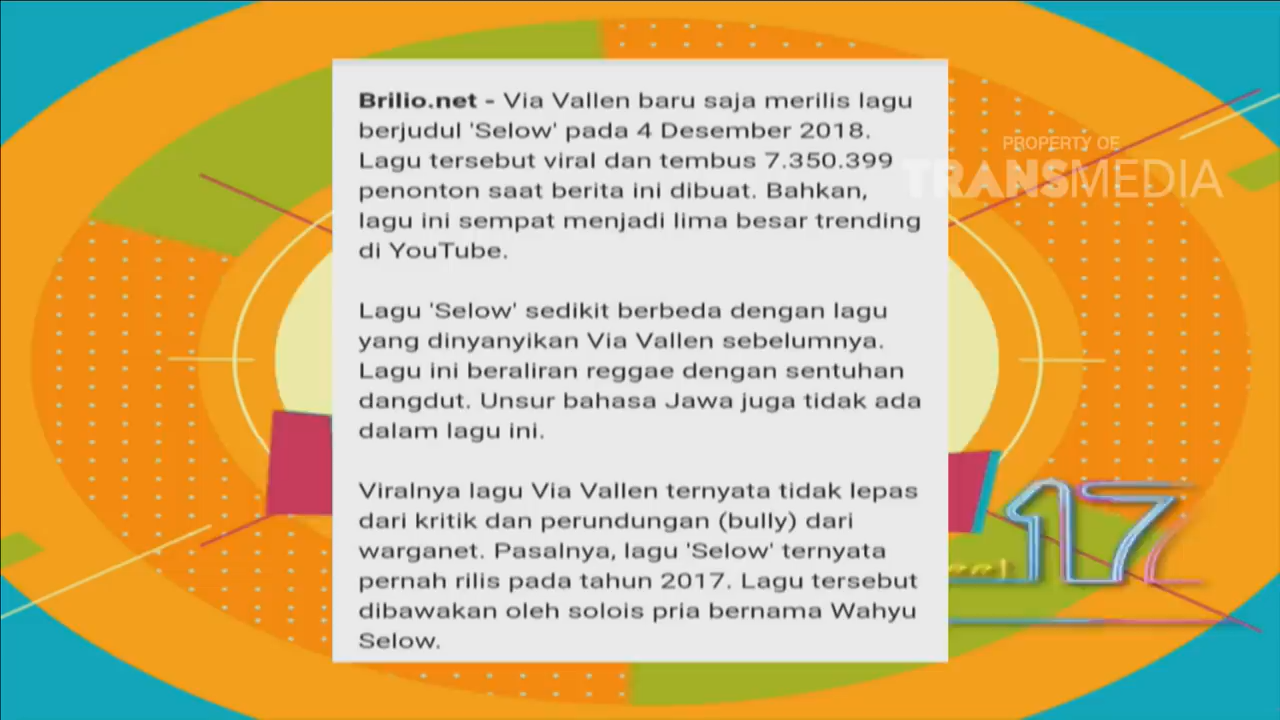 Brilio.net - Via Vallen baru saja merilis lagu
berjudul 'Selow' pada 4 Desember 2018.
Lagu tersebut viral dan tembus 7.350.399
penonton saat berita ini dibuat. Bahkan,
lagu ini sempat menjadi lima besar trending
di YouTube.
Lagu 'Selow' sedikit berbeda dengan lagu
yang dinyanyikan Via Vallen sebelumnya.
Lagu ini beraliran reggae dengan sentuhan
dangdut. Unsur bahasa Jawa juga tidak ada
dalam lagu ini.
Viralnya lagu Via Vallen ternyata tidak lepas
dari kritik dan perundungan (bully) dari
warganet. Pasalnya, lagu 'Selow' ternyata
pernah rilis pada tahun 2017. Lagu tersebut
dibawakan oleh solois pria bernama Wahyu
Selow.
PROPERTY OF
TRANSMEDIA
17